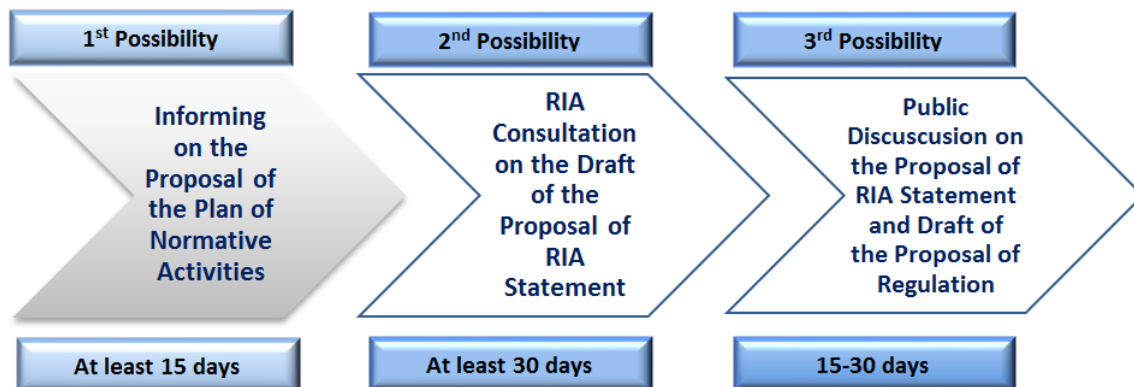 1st Possibility
Informing
on the
Proposal of
the Plan of
Normative
Activities
At least 15 days
2nd Possibility
RIA
Consultation
on the Draft
of the
Proposal of
RIA
Statement
At least 30 days
3rd Possibility
Public
Discuscusion on
the Proposal of
RIA Statement
and Draft of
the Proposal of
Regulation
15-30 days